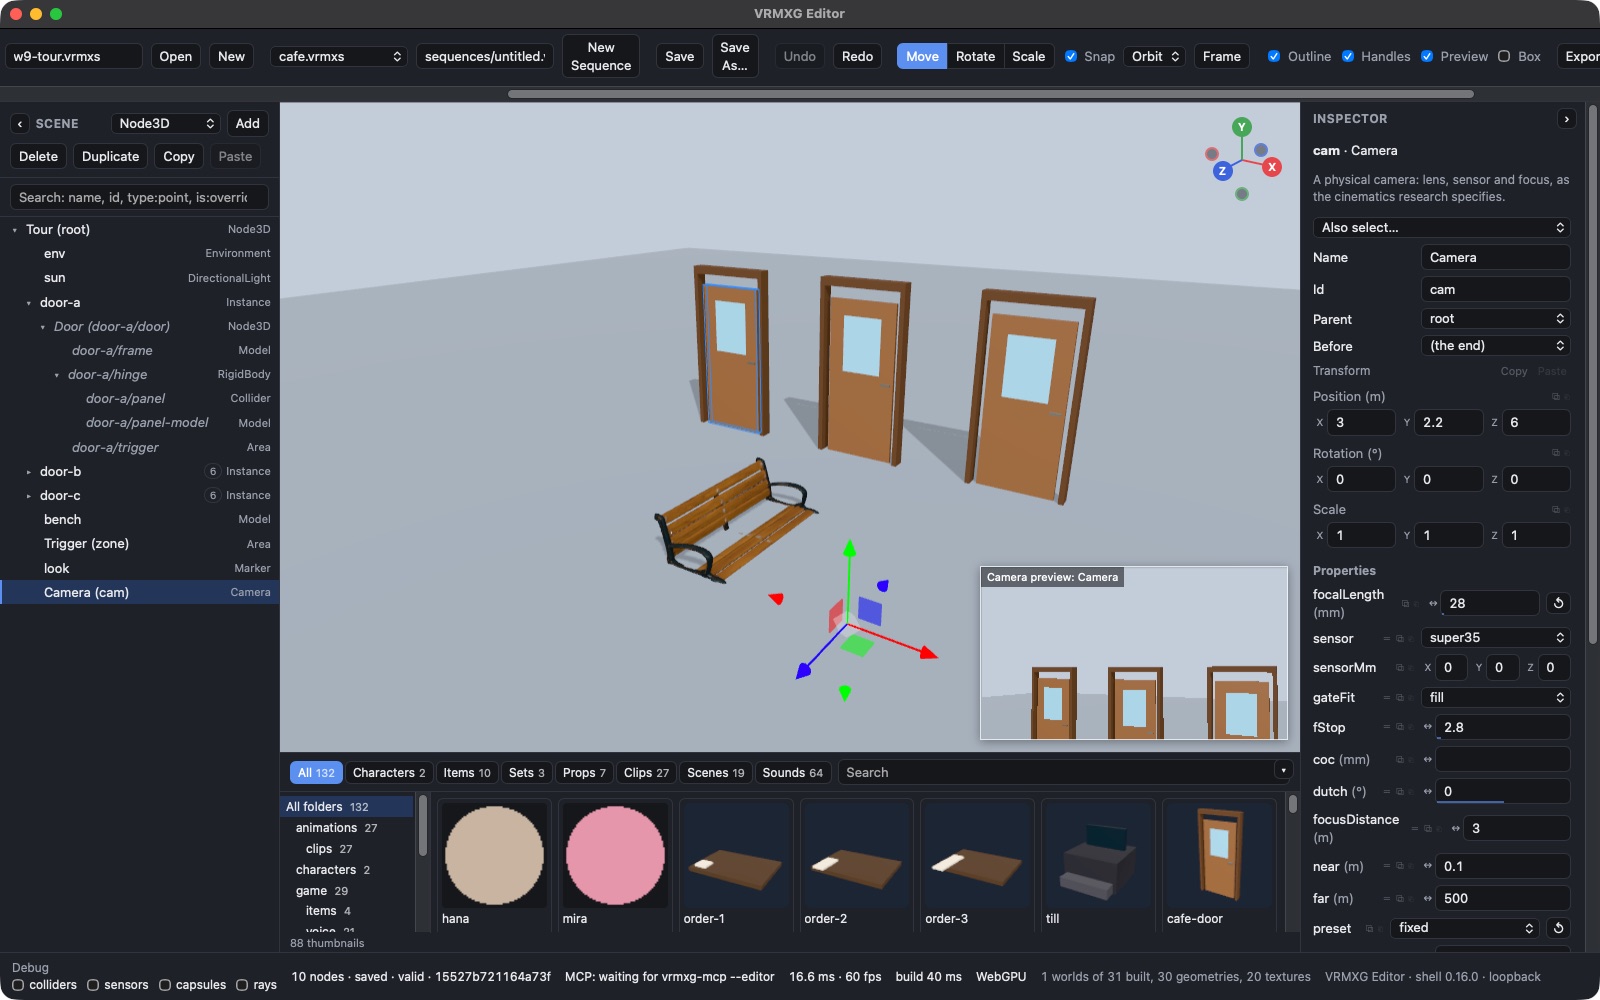 VRMXG Editor
w9-tour.vrmxs
Open
New
cafe.vrmxs
sequences/untitled.
New
Sequence
Save
Save
As...
Undo
Redo
Move
Rotate
Scale
Snap
Orbit
Frame
Outline
Handles
Preview
Box
Expor
SCENE
Node3D
Add
Delete
Duplicate
Copy
Paste
Search: name, id, type:point, is:overri
Tour (root) Node3D
env Environment
sun DirectionalLight
door-a Instance
Door (door-a/door) Node3D
door-a/frame Model
door-a/hinge RigidBody
door-a/panel Collider
door-a/panel-model Model
door-a/trigger Area
door-b 6 Instance
door-c 6 Instance
bench Model
Trigger (zone) Area
look Marker
Camera (cam) Camera
Y
Z
X
Camera preview: Camera
INSPECTOR
cam · Camera
A physical camera: lens, sensor and focus, as
the cinematics research specifies.
Also select...
Name Camera
Id cam
Parent root
Before (the end)
Transform Copy Paste
Position (m)
X 3 Y 2.2 Z 6
Rotation (°)
X 0 Y 0 Z 0
Scale
X 1 Y 1 Z 1
Properties
focalLength
(mm)
28
sensor super35
sensorMm X 0 Y 0 Z 0
gateFit fill
fStop 2.8
coc (mm)
dutch (°) 0
focusDistance
(m)
3
near (m) 0.1
far (m) 500
preset fixed
All 132
Characters 2
Items 10
Sets 3
Props 7
Clips 27
Scenes 19
Sounds 64
Search
All folders 132
animations 27
clips 27
characters 2
game 29
items 4
voice 21
88 thumbnails
hana
mira
order-1
order-2
order-3
till
cafe-door
Debug
colliders
sensors
capsules
rays
10 nodes · saved · valid · 15527b721164a73f
MCP: waiting for vrmxg-mcp --editor
16.6 ms · 60 fps
build 40 ms
WebGPU
1 worlds of 31 built, 30 geometries, 20 textures
VRMXG Editor · shell 0.16.0 · loopback